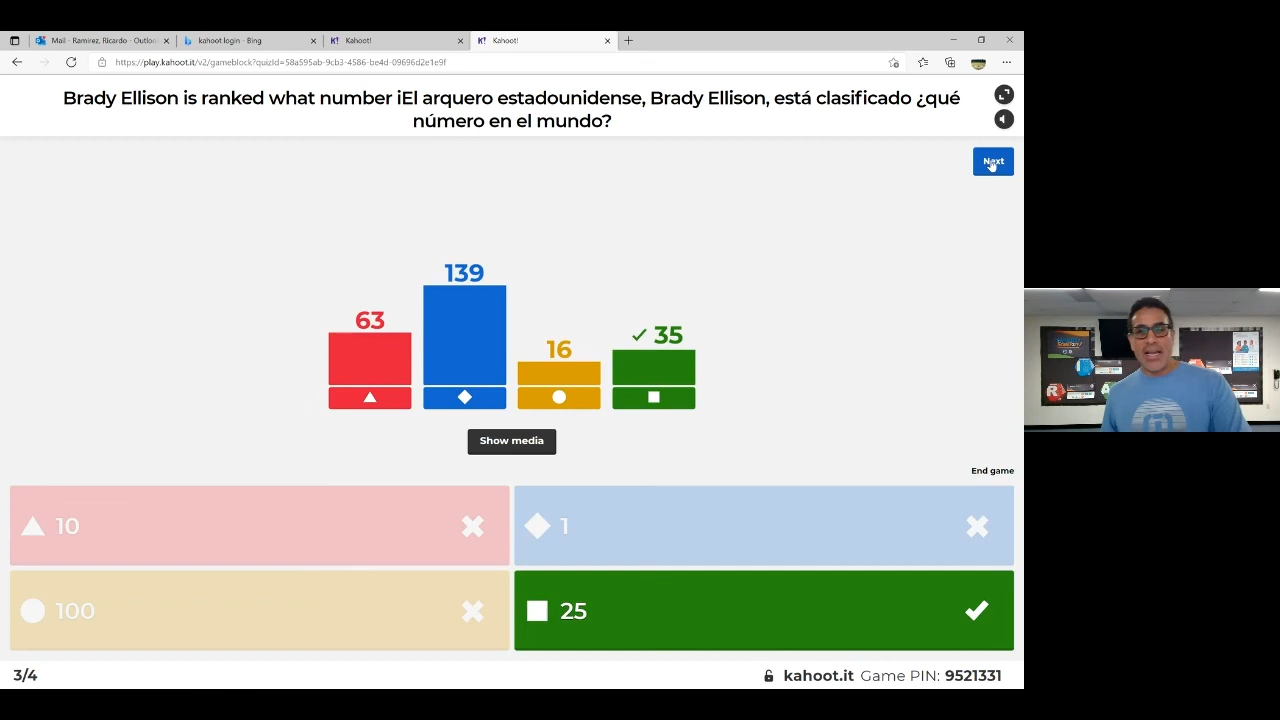 Mail - Ramirez, Ricardo - Outloo
kahoot login - Bing
Kahoot!
Kahoot!
https://play.kahoot.it/v2/gameblock?quizId=58a595ab-9cb3-4586-be4d-09696d2e1e9f
Brady Ellison is ranked what number iEl arquero estadounidense, Brady Ellison, está clasificado ¿qué
número en el mundo?
Next
63
139
16
35
Show media
End game
10
1
100
25
3/4
kahoot.it Game PIN: 9521331